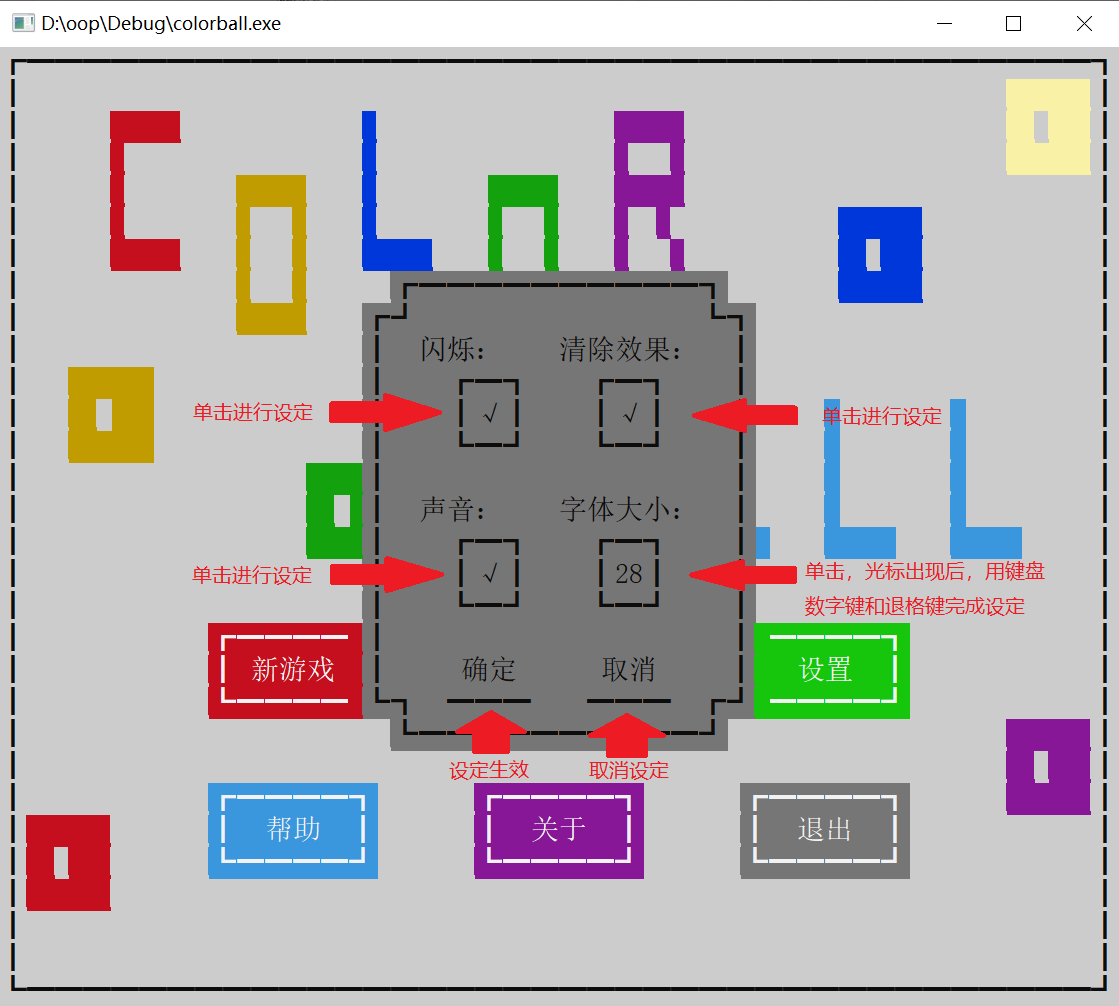 D:\oop\Debug\colorball.exe
COLOR
闪烁： 清除效果：
单击进行设定 √ √ 单击进行设定
LL
声音： 字体大小：
单击进行设定 √ 28 单击，光标出现后，用键盘
数字键和退格键完成设定
新游戏 确定 取消 设置
设定生效 取消设定
帮助 关于 退出